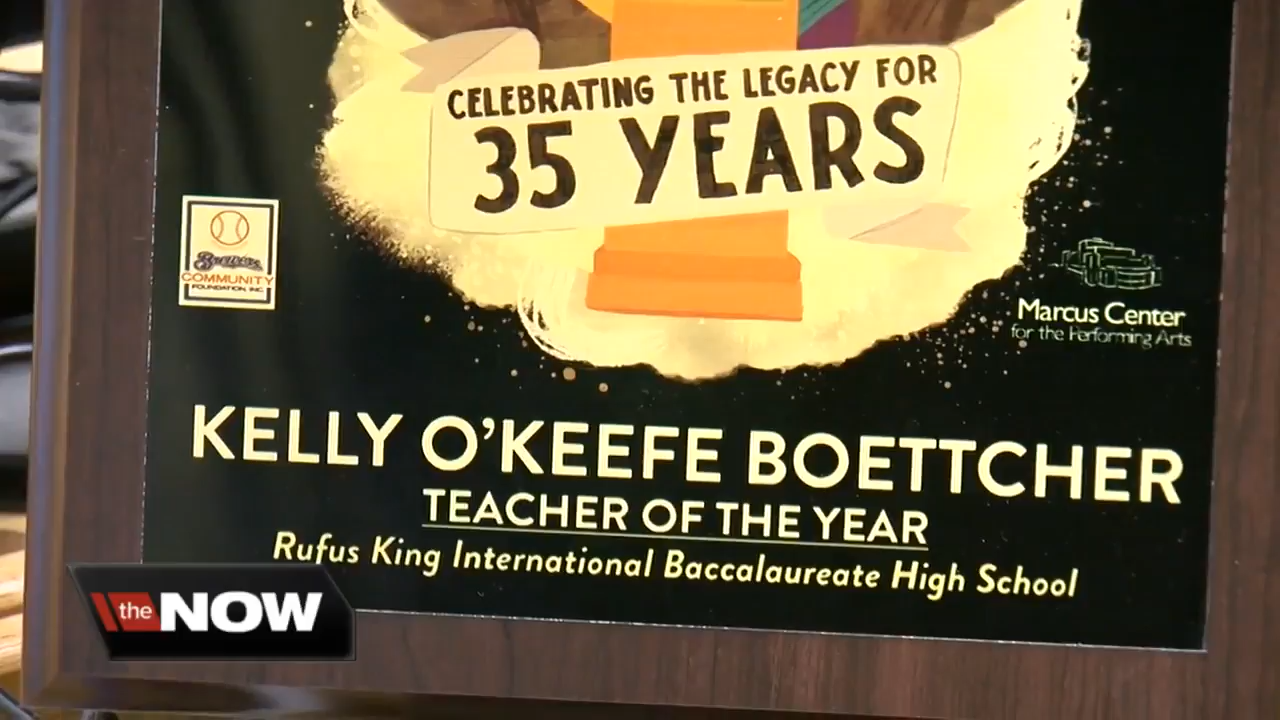 CELEBRATING THE LEGACY FOR
35 YEARS
Brewers
COMMUNITY
FOUNDATION, INC.
Marcus Center
for the Performing Arts
KELLY O'KEEFE BOETTCHER
TEACHER OF THE YEAR
Rufus King International Baccalaureate High School
the NOW